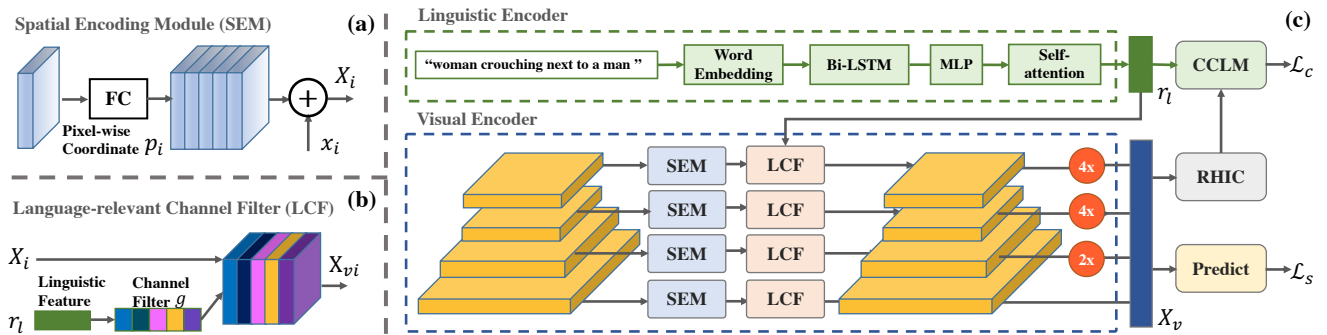 Spatial Encoding Module (SEM)
(a)
FC
Pixel-wise
Coordinate p_i
X_i
+
x_i
Language-relevant Channel Filter (LCF)
(b)
X_i
Linguistic
Feature
Channel
Filter g
X_vi
r_l
Linguistic Encoder
(c)
“woman crouching next to a man ”
Word
Embedding
Bi-LSTM
MLP
Self-
attention
r_l
CCLM
ℒ_c
Visual Encoder
SEM
LCF
4x
RHIC
SEM
LCF
4x
SEM
LCF
2x
Predict
ℒ_s
SEM
LCF
X_v